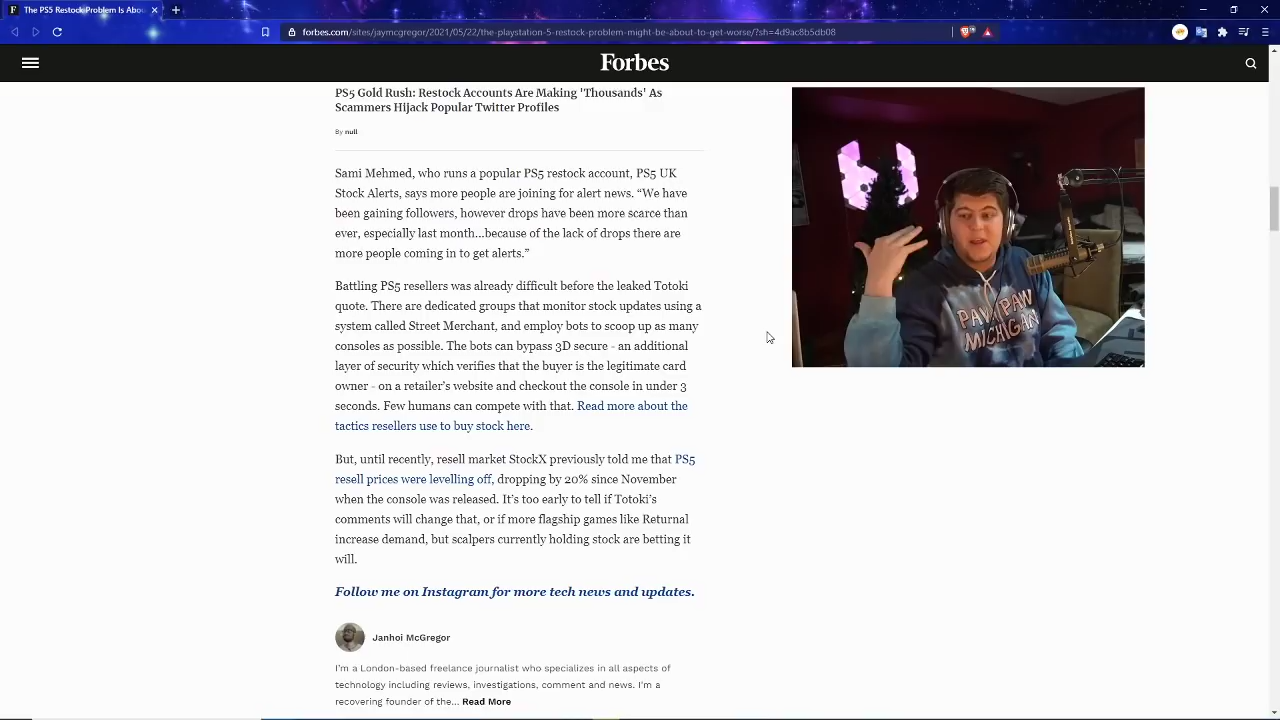 The PS5 Restock Problem Is Abou
forbes.com/sites/jaymcgregor/2021/05/22/the-playstation-5-restock-problem-might-be-about-to-get-worse/?sh=4d9ac8b5db08
Forbes
PS5 Gold Rush: Restock Accounts Are Making 'Thousands' As
Scammers Hijack Popular Twitter Profiles
By null
Sami Mehmed, who runs a popular PS5 restock account, PS5 UK
Stock Alerts, says more people are joining for alert news. “We have
been gaining followers, however drops have been more scarce than
ever, especially last month...because of the lack of drops there are
more people coming in to get alerts.”
Battling PS5 resellers was already difficult before the leaked Totoki
quote. There are dedicated groups that monitor stock updates using a
system called Street Merchant, and employ bots to scoop up as many
consoles as possible. The bots can bypass 3D secure - an additional
layer of security which verifies that the buyer is the legitimate card
owner - on a retailer’s website and checkout the console in under 3
seconds. Few humans can compete with that. Read more about the
tactics resellers use to buy stock here.
But, until recently, resell market StockX previously told me that PS5
resell prices were levelling off, dropping by 20% since November
when the console was released. It’s too early to tell if Totoki’s
comments will change that, or if more flagship games like Returnal
increase demand, but scalpers currently holding stock are betting it
will.
Follow me on Instagram for more tech news and updates.
Janhoi McGregor
I’m a London-based freelance journalist who specializes in all aspects of
technology including reviews, investigations, comment and news. I'm a
recovering founder of the... Read More
PAW PAW
MICHIGAN